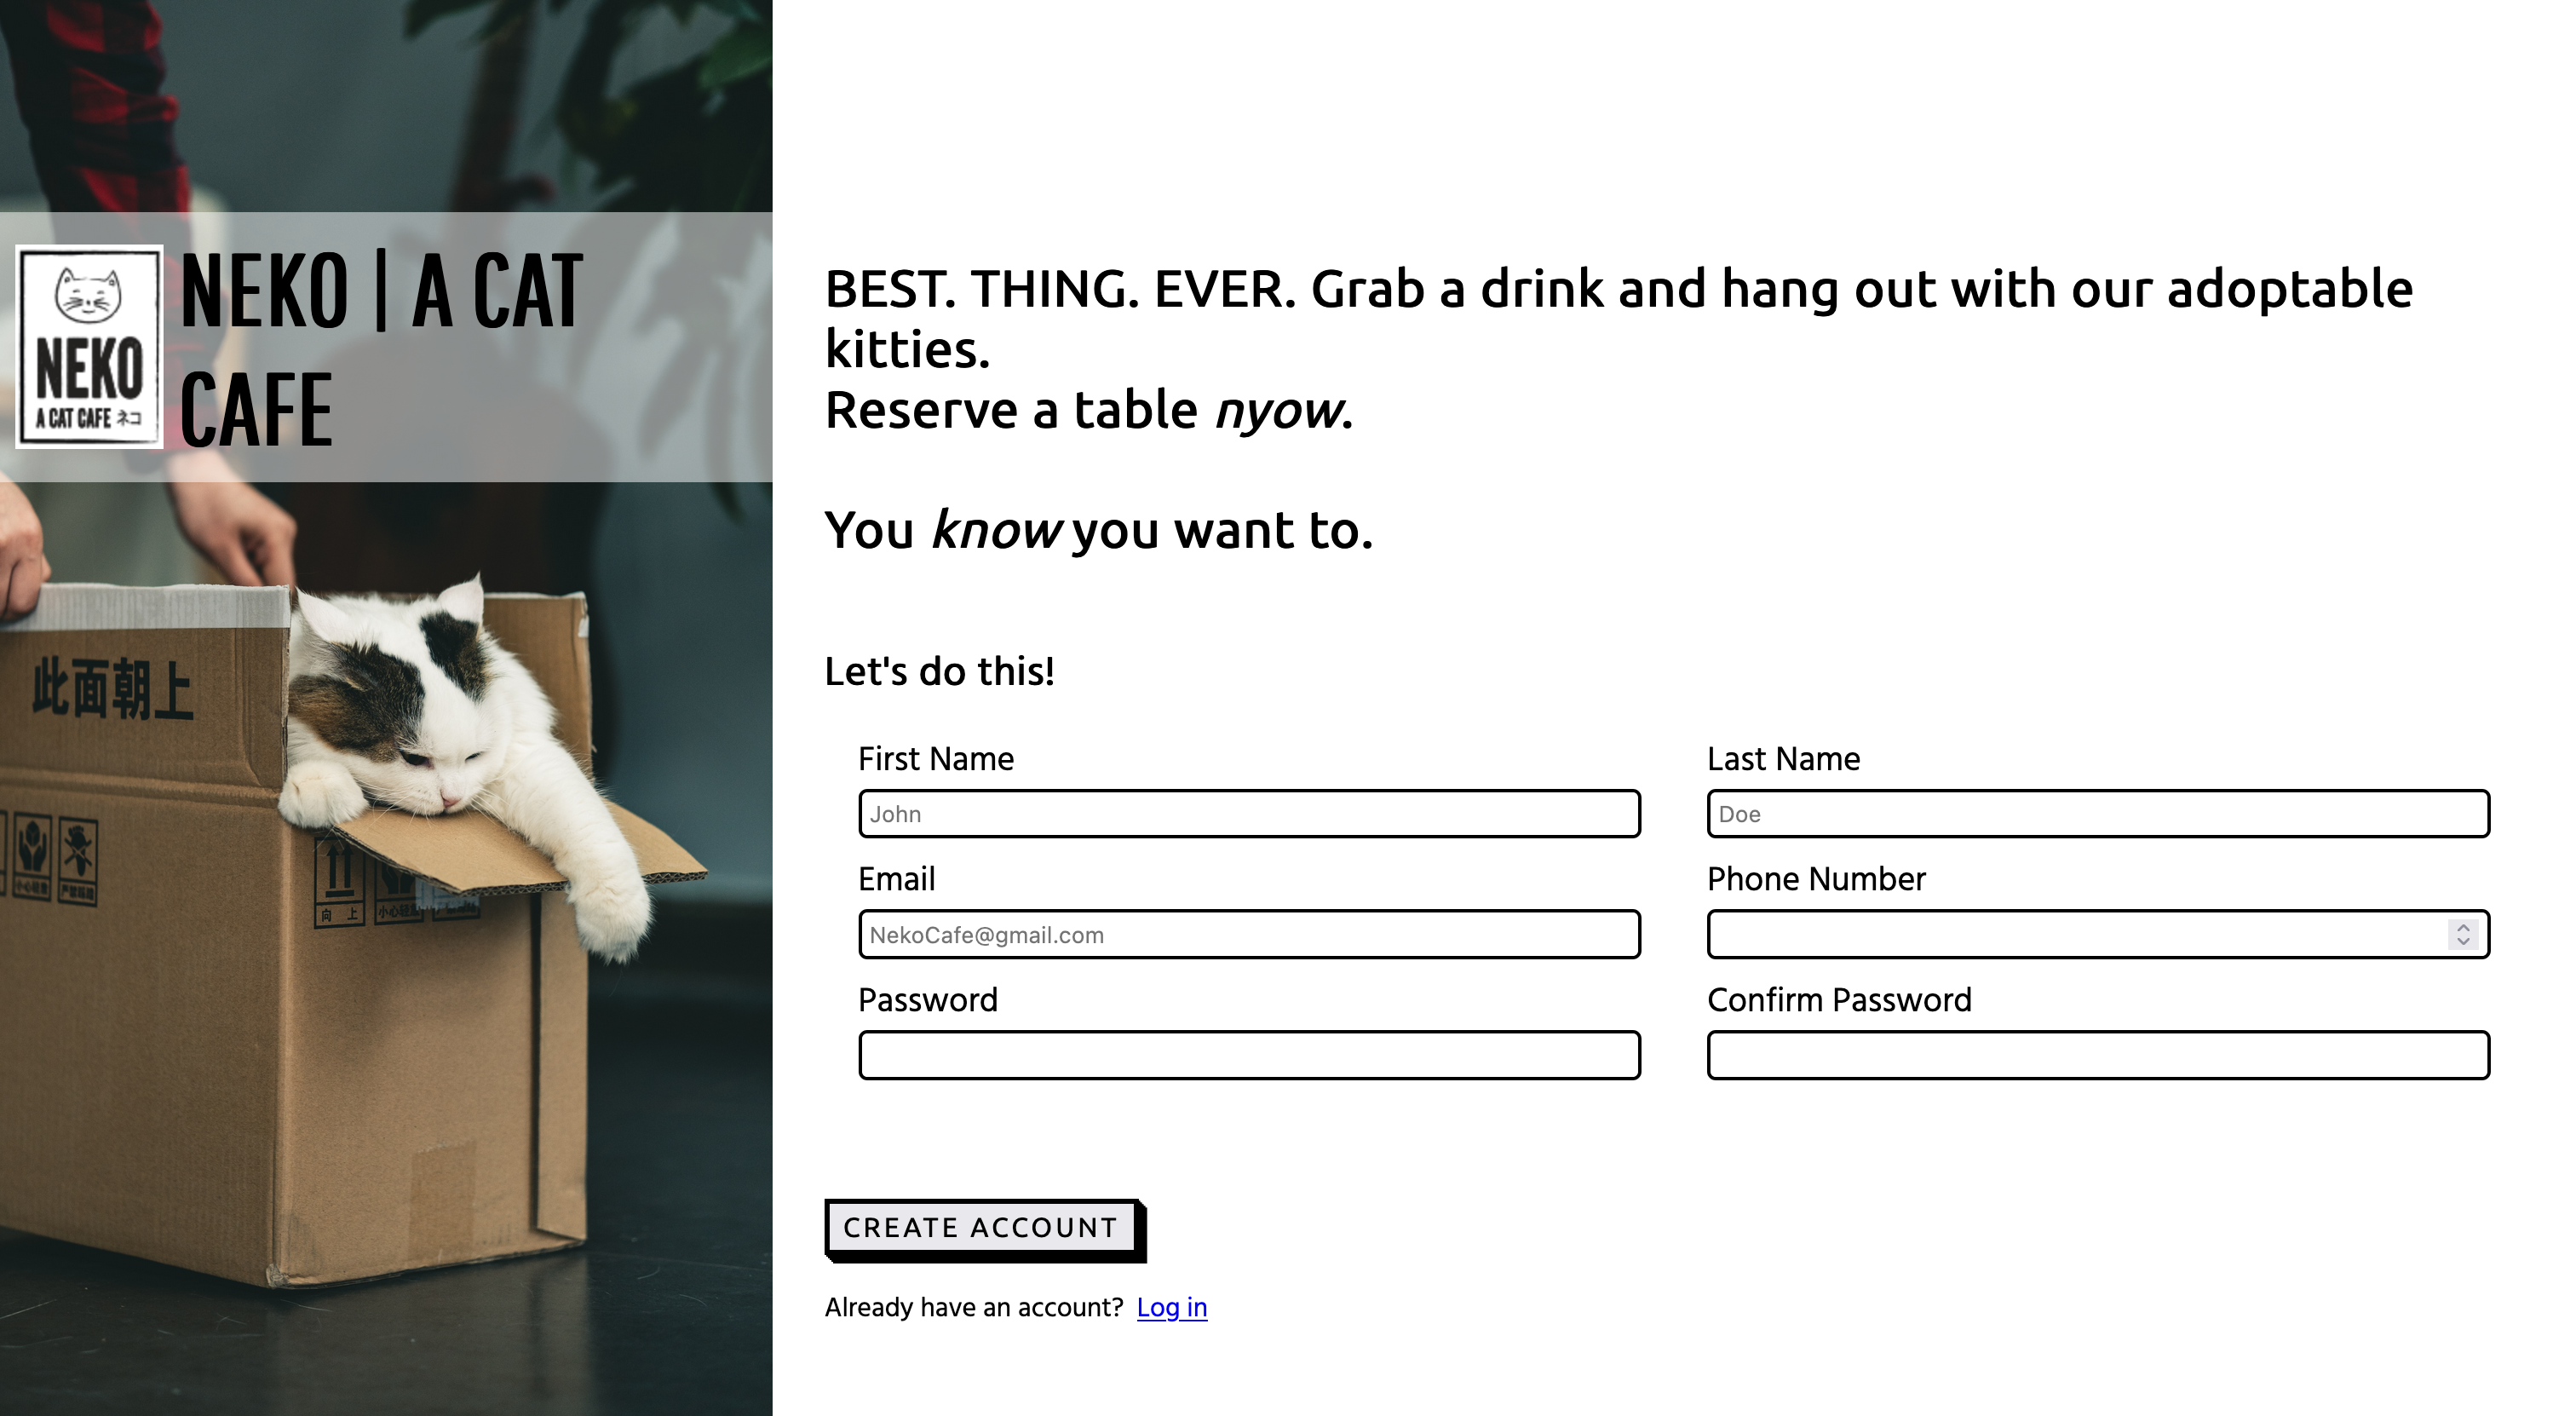 NEKO
A CAT CAFE ネコ
NEKO | A CAT
CAFE
此面朝上
向 上
小心轻
BEST. THING. EVER. Grab a drink and hang out with our adoptable
kitties.
Reserve a table nyow.
You know you want to.
Let's do this!
First Name
Last Name
John
Doe
Email
Phone Number
NekoCafe@gmail.com
Password
Confirm Password
CREATE ACCOUNT
Already have an account? Log in